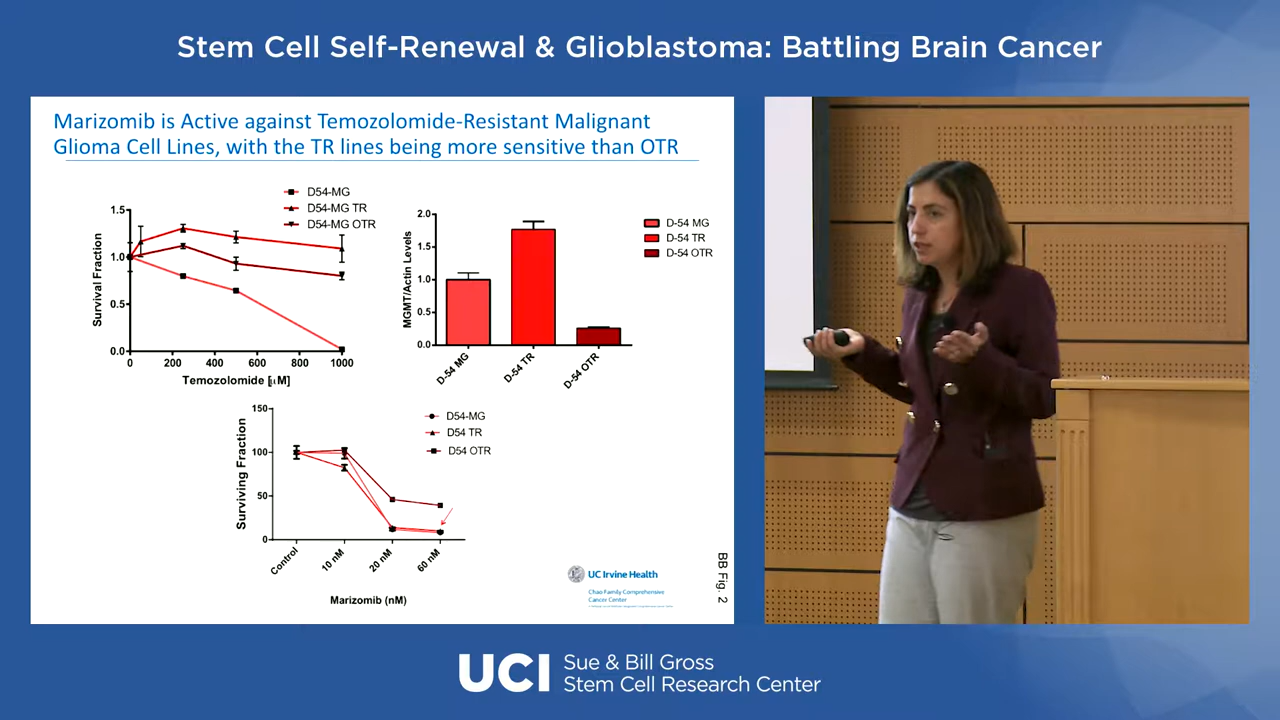 Stem Cell Self-Renewal & Glioblastoma: Battling Brain Cancer
Marizomib is Active against Temozolomide-Resistant Malignant
Glioma Cell Lines, with the TR lines being more sensitive than OTR
D54-MG
D54-MG TR
D54-MG OTR
1.5
1.0
0.5
0.0
Survival Fraction
0 200 400 600 800 1000
Temozolomide [µM]
2.0
1.5
1.0
0.5
0.0
MGMT/Actin Levels
D-54 MG
D-54 TR
D-54 OTR
D-54 MG
D-54 TR
D-54 OTR
150
100
50
0
Surviving Fraction
D54-MG
D54 TR
D54 OTR
Control
10 nM
20 nM
60 nM
Marizomib (nM)
UC Irvine Health
Chao Family Comprehensive
Cancer Center
BB Fig. 2
UCI
Sue & Bill Gross
Stem Cell Research Center